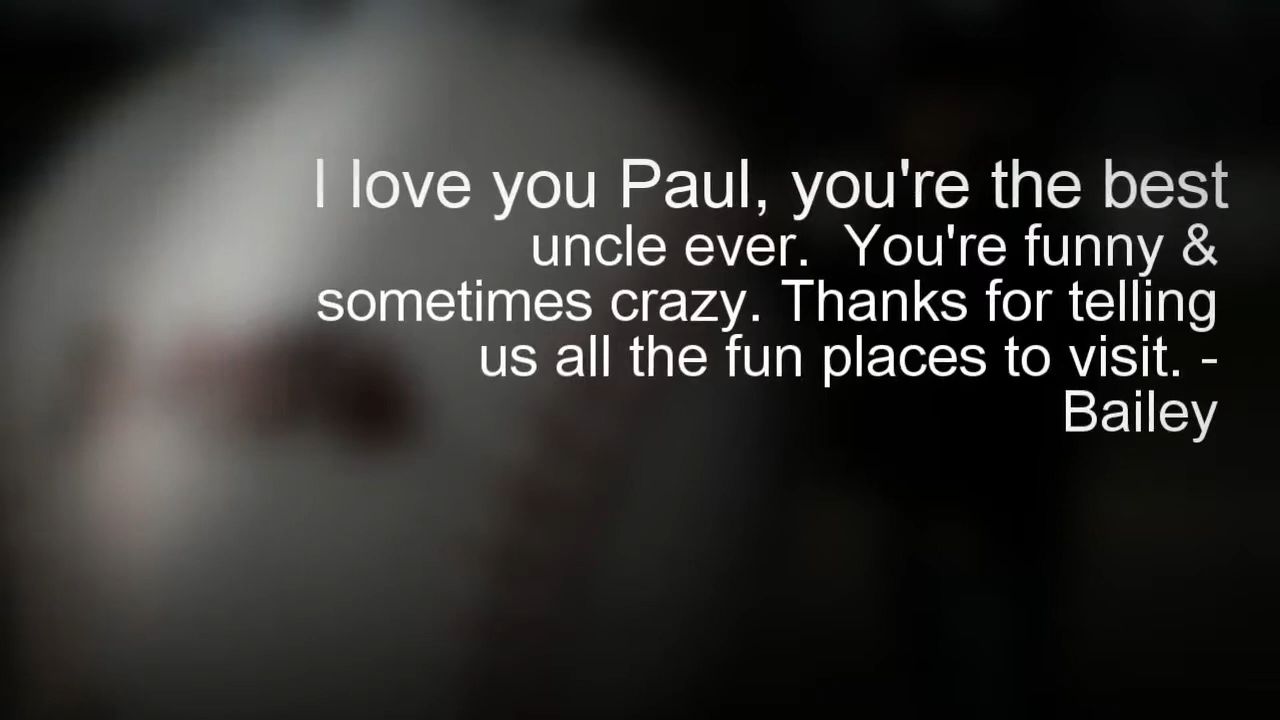 I love you Paul, you're the best
uncle ever.  You're funny &
sometimes crazy. Thanks for telling
us all the fun places to visit. -
Bailey